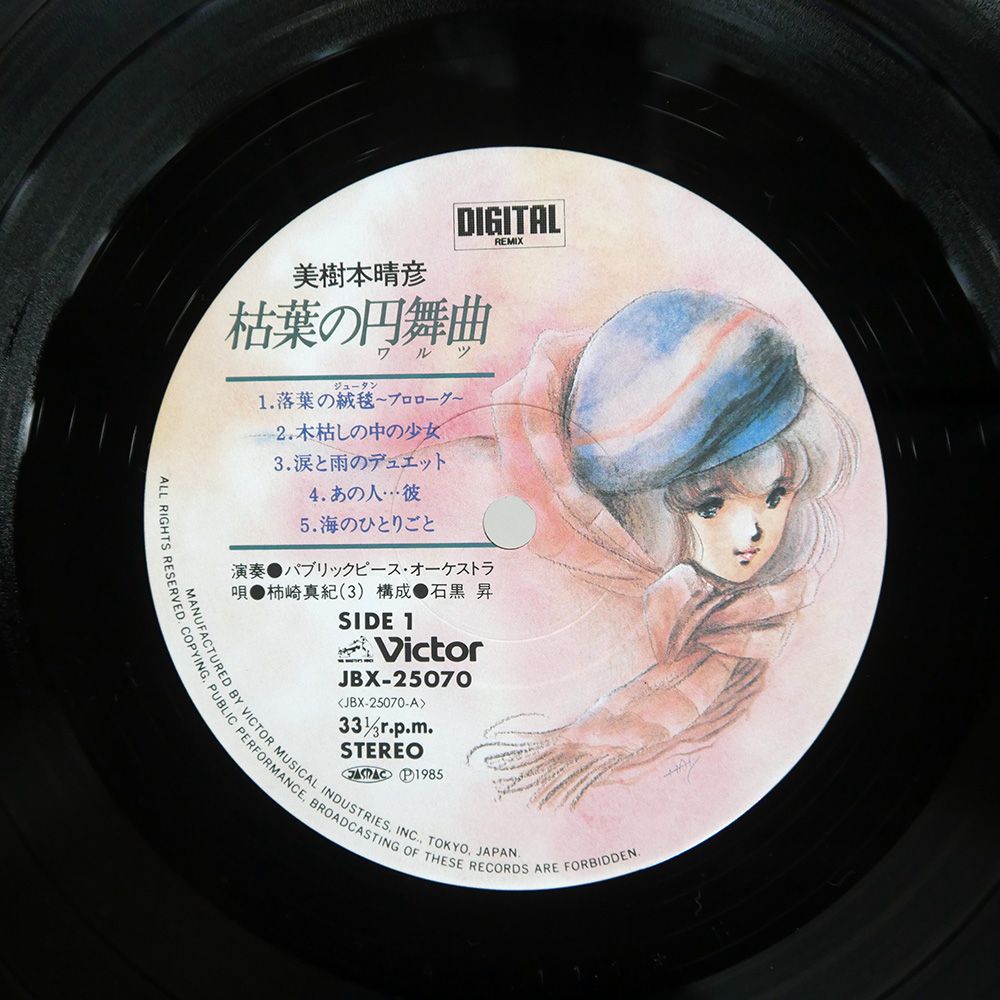 DIGITAL
REMIX
美樹本晴彦
枯葉の円舞曲
ワルツ
ジュータン
1.落葉の絨毯~プロローグ~
2.木枯しの中の少女
3.涙と雨のデュエット
4.あの人…彼
5.海のひとりごと
演奏●パブリックピース・オーケストラ
唄●柿崎真紀(3) 構成●石黒 昇
SIDE 1
"HIS MASTER'S VOICE"
Victor
JBX-25070
<JBX-25070-A>
33⅓r.p.m.
STEREO
JASRAC Ⓟ1985
ALL RIGHTS RESERVED. COPYING, PUBLIC PERFORMANCE, BROADCASTING OF THESE RECORDS ARE FORBIDDEN.
MANUFACTURED BY VICTOR MUSICAL INDUSTRIES, INC., TOKYO, JAPAN.